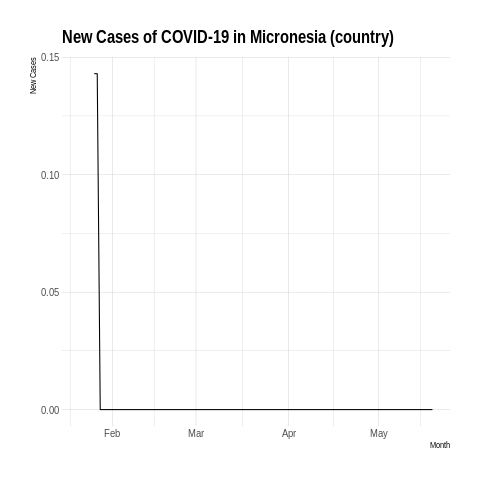 New Cases of COVID-19 in Micronesia (country)
New Cases
0.15
0.10
0.05
0.00
Feb Mar Apr May
Month